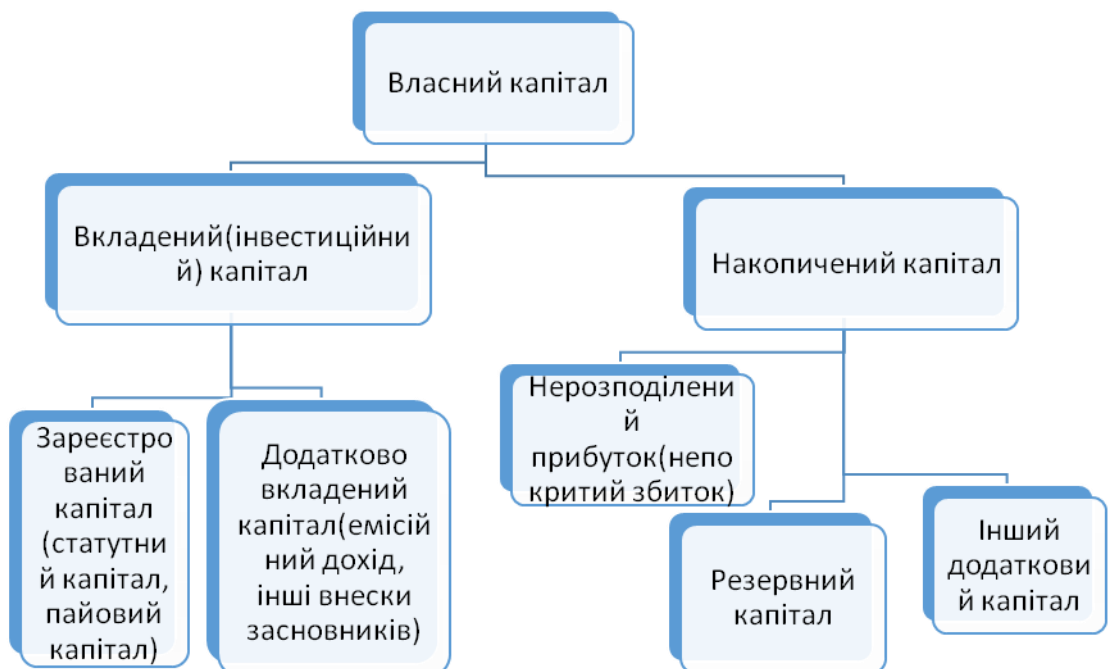 Власний капітал
Вкладений(інвестиційни
й) капітал
Накопичений капітал
Зареєстро
ваний
капітал
(статутни
й капітал,
пайовий
капітал)
Додатково
вкладений
капітал(емісій
ний дохід,
інші внески
засновників)
Нерозподілени
й
прибуток(непо
критий збиток)
Резервний
капітал
Інший
додаткови
й капітал